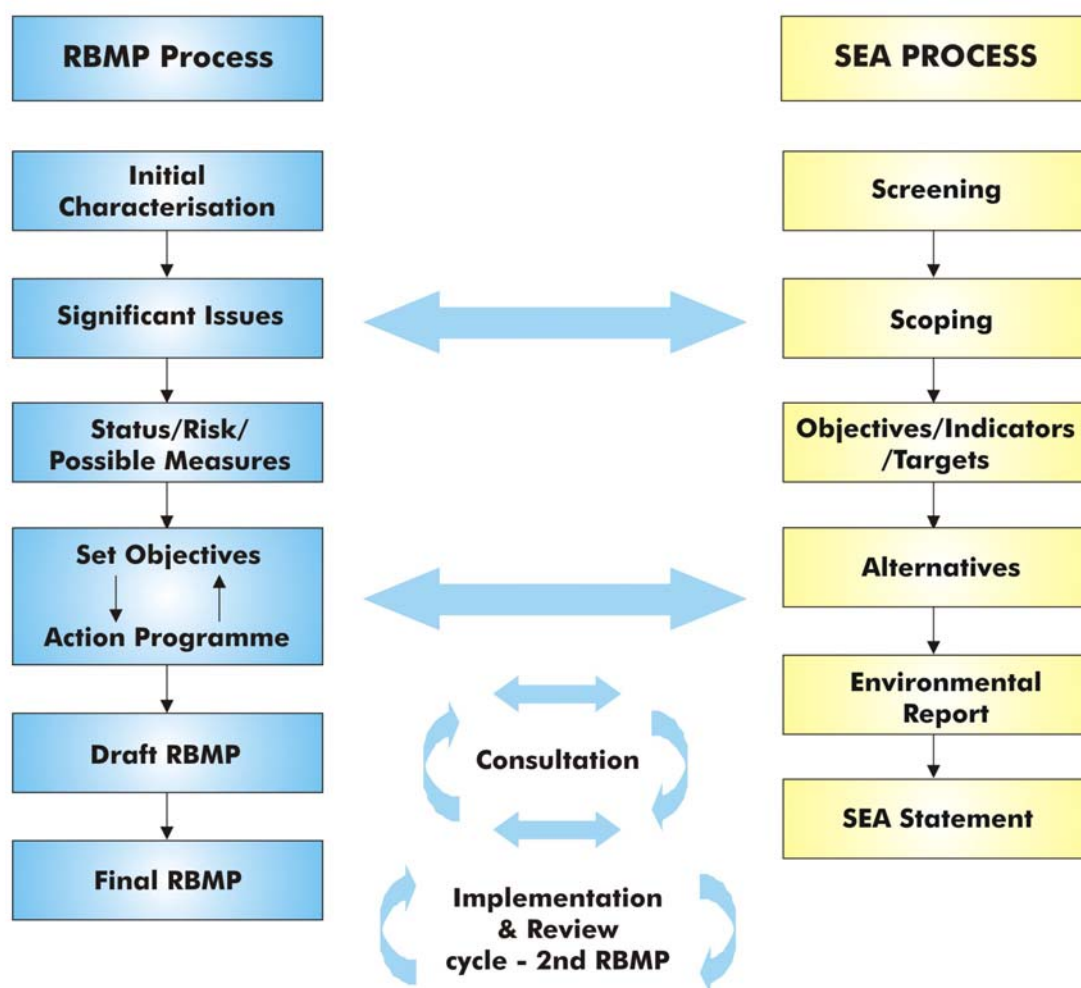 RBMP Process
SEA PROCESS
Initial
Characterisation
Screening
Significant Issues
Scoping
Status/Risk/
Possible Measures
Objectives/Indicators
/Targets
Set Objectives
Action Programme
Alternatives
Environmental
Report
Draft RBMP
Consultation
SEA Statement
Final RBMP
Implementation
& Review
cycle - 2nd RBMP